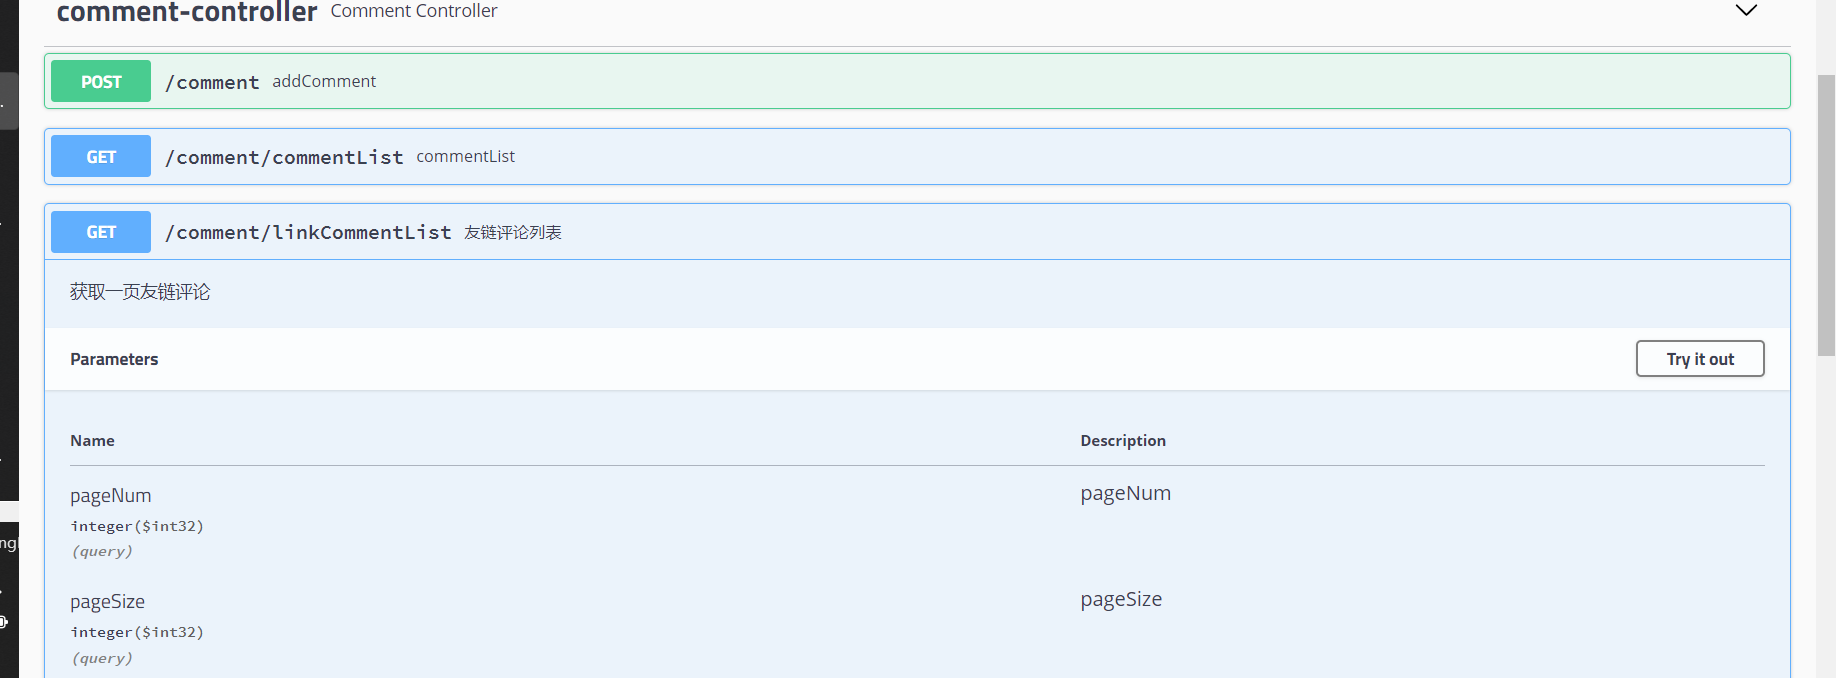 comment-controller Comment Controller
POST /comment addComment
GET /comment/commentList commentList
GET /comment/linkCommentList 友链评论列表
获取一页友链评论
Parameters Try it out
Name Description
pageNum pageNum
integer($int32)
(query)
pageSize pageSize
integer($int32)
(query)